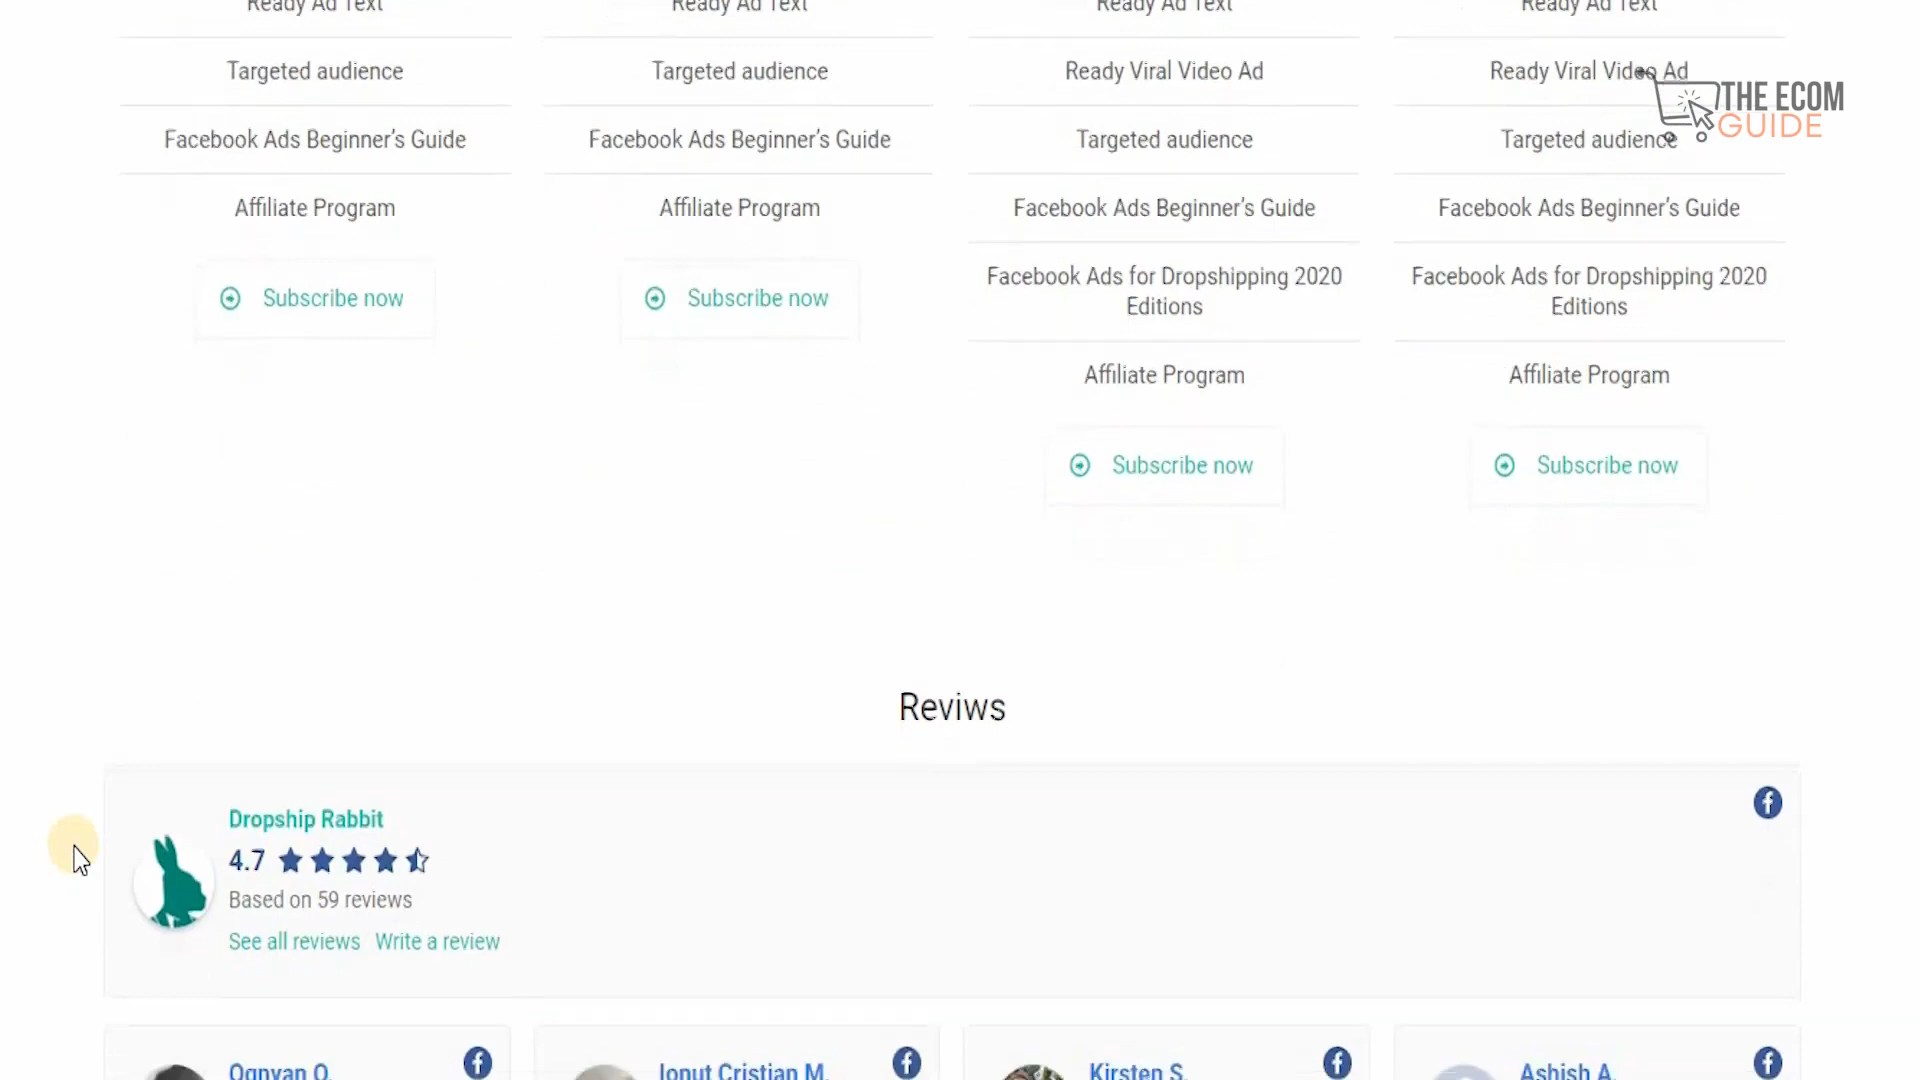 Ready Ad Text
Ready Ad Text
Ready Ad Text
Ready Ad Text
Targeted audience
Targeted audience
Ready Viral Video Ad
Ready Viral Video Ad
THE ECOM
GUIDE
Facebook Ads Beginner's Guide
Facebook Ads Beginner's Guide
Targeted audience
Targeted audience
Affiliate Program
Affiliate Program
Facebook Ads Beginner's Guide
Facebook Ads Beginner's Guide
Subscribe now
Subscribe now
Facebook Ads for Dropshipping 2020
Editions
Facebook Ads for Dropshipping 2020
Editions
Affiliate Program
Affiliate Program
Subscribe now
Subscribe now
Reviws
Dropship Rabbit
4.7
Based on 59 reviews
See all reviews Write a review
Ognyan O.
Ionut Cristian M.
Kirsten S.
Ashish A.